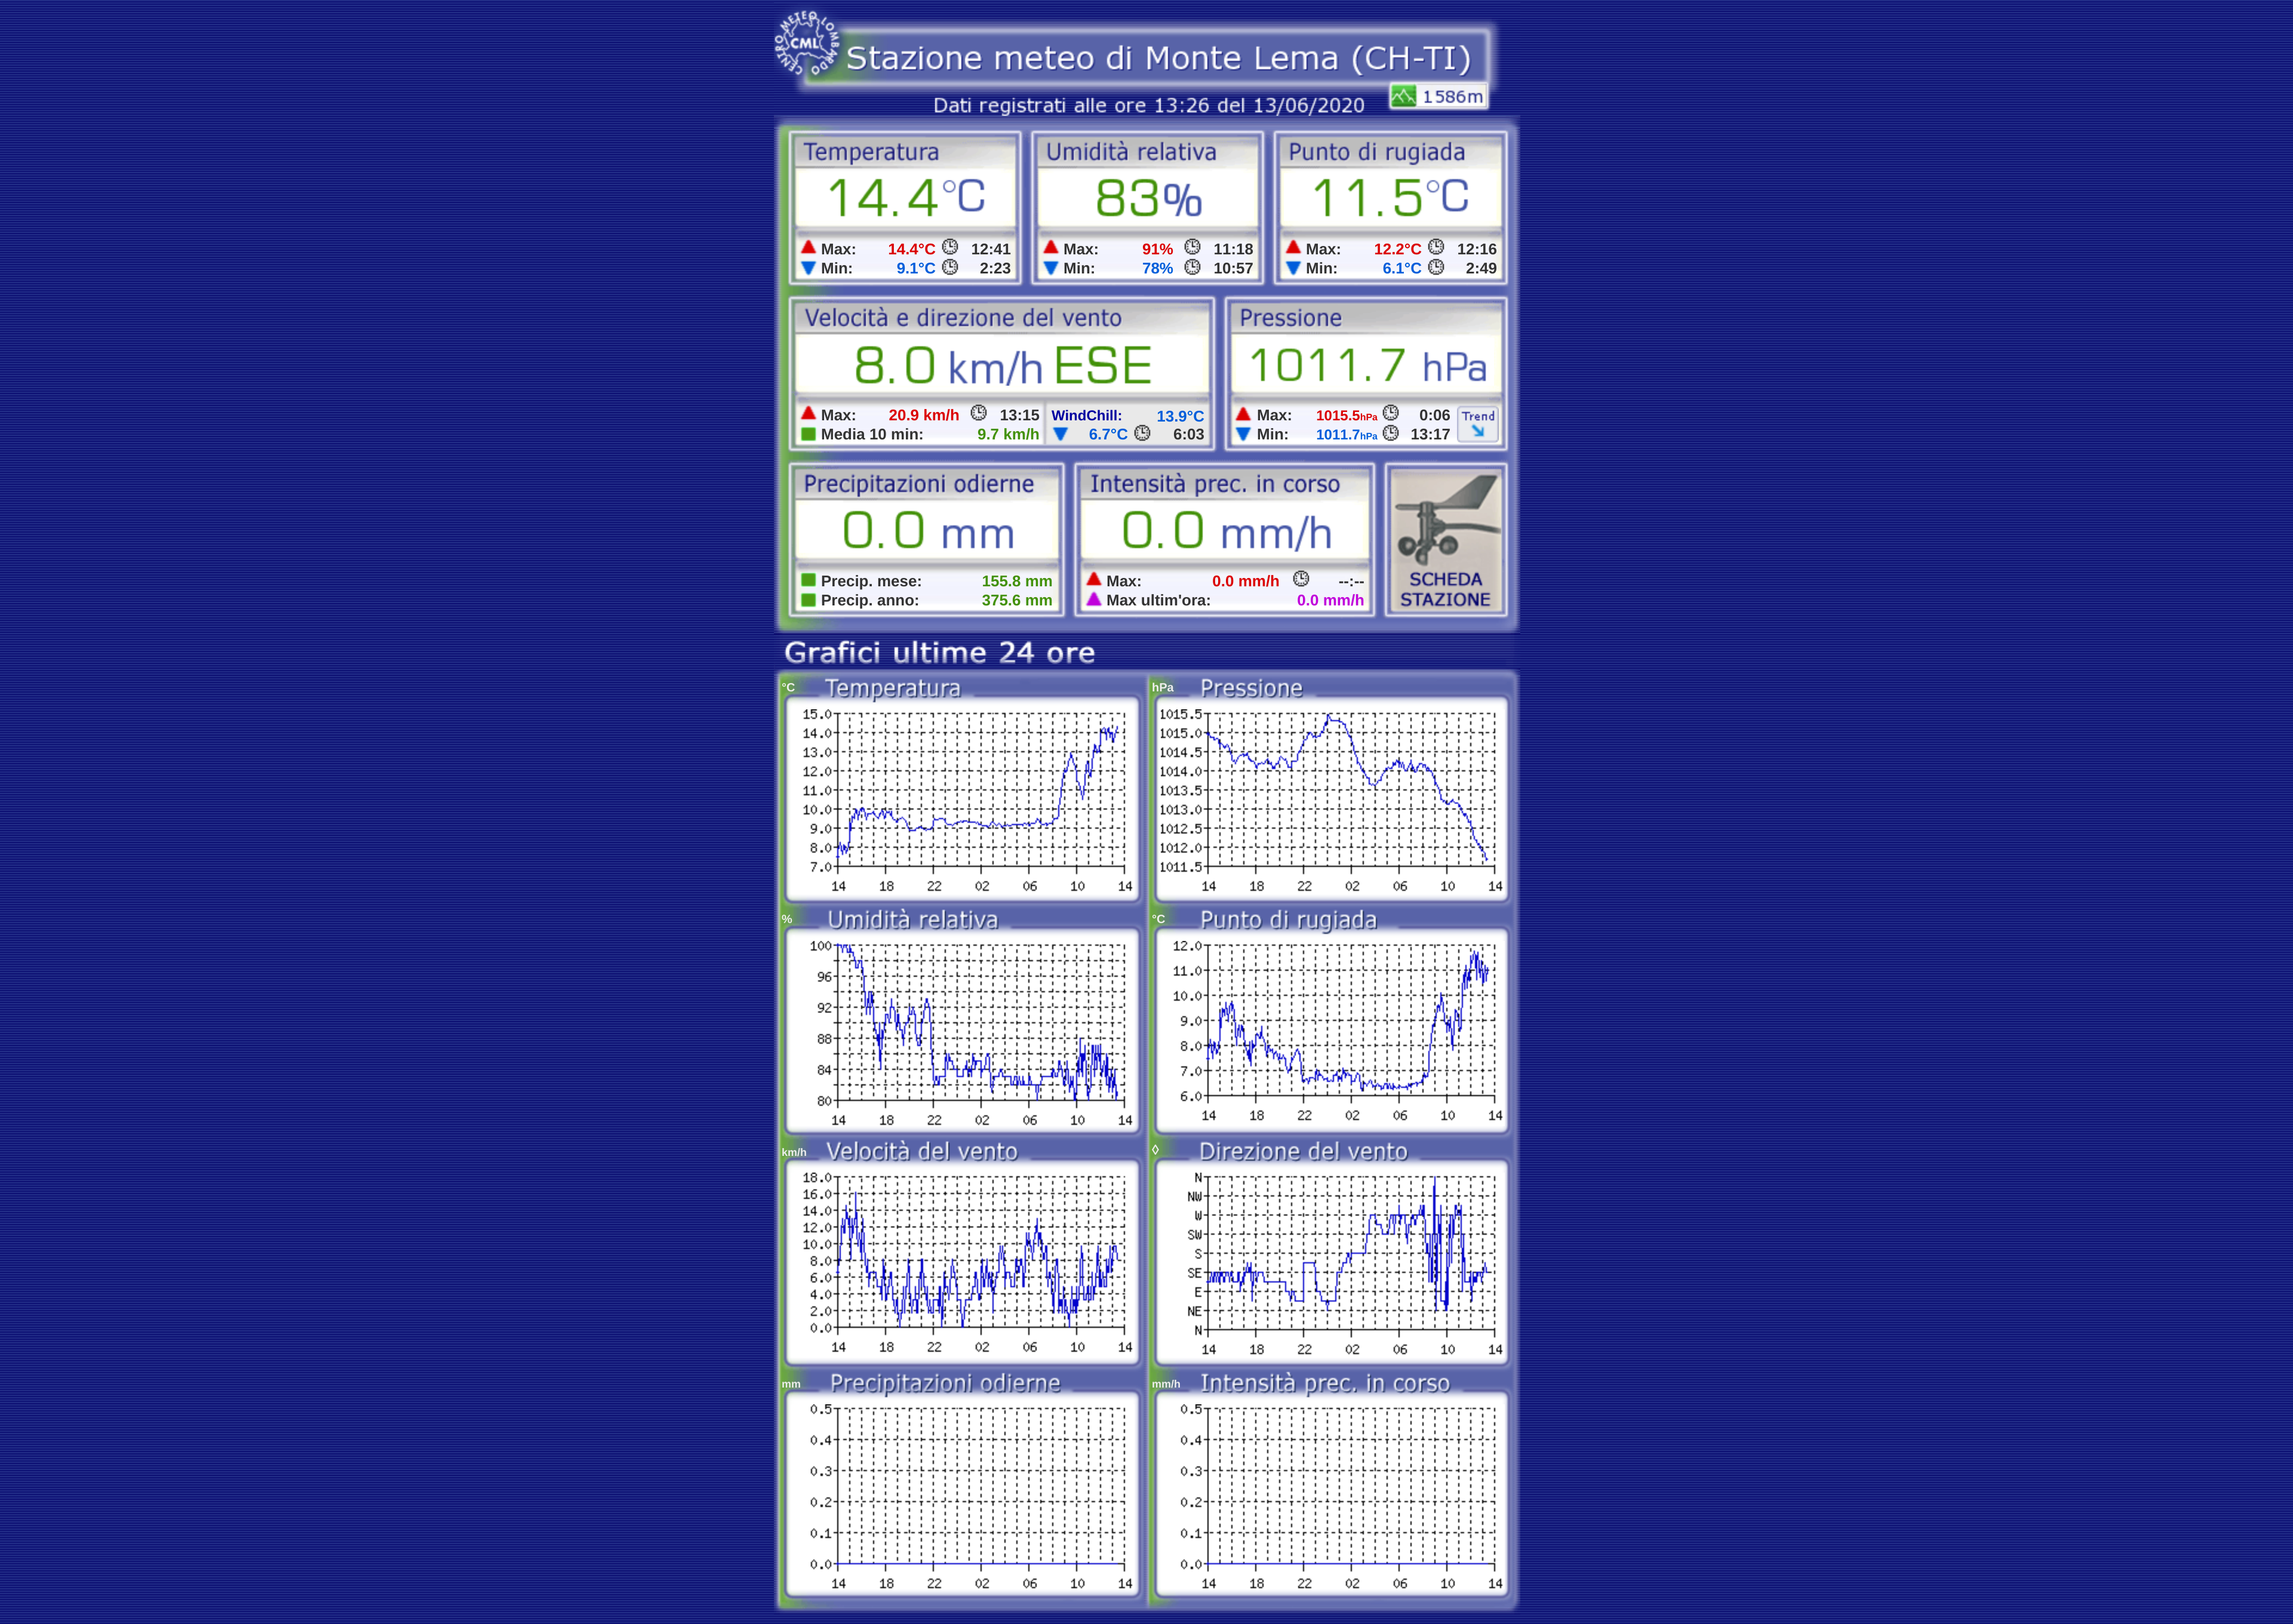 CENTRO METEO LOMBARDO
CML
Stazione meteo di Monte Lema (CH-TI)
Dati registrati alle ore 13:26 del 13/06/2020
1586m
Temperatura
14.4°C
Max: 14.4°C 12:41
Min: 9.1°C 2:23
Umidità relativa
83%
Max: 91% 11:18
Min: 78% 10:57
Punto di rugiada
11.5°C
Max: 12.2°C 12:16
Min: 6.1°C 2:49
Velocità e direzione del vento
8.0 km/h ESE
Max: 20.9 km/h 13:15
Media 10 min: 9.7 km/h
WindChill: 13.9°C
6.7°C 6:03
Pressione
1011.7 hPa
Max: 1015.5hPa 0:06
Min: 1011.7hPa 13:17
Trend
Precipitazioni odierne
0.0 mm
Precip. mese: 155.8 mm
Precip. anno: 375.6 mm
Intensità prec. in corso
0.0 mm/h
Max: 0.0 mm/h --:--
Max ultim'ora: 0.0 mm/h
SCHEDA
STAZIONE
Grafici ultime 24 ore
°C Temperatura
15.0
14.0
13.0
12.0
11.0
10.0
9.0
8.0
7.0
14 18 22 02 06 10 14
hPa Pressione
1015.5
1015.0
1014.5
1014.0
1013.5
1013.0
1012.5
1012.0
1011.5
14 18 22 02 06 10 14
% Umidità relativa
100
96
92
88
84
80
14 18 22 02 06 10 14
°C Punto di rugiada
12.0
11.0
10.0
9.0
8.0
7.0
6.0
14 18 22 02 06 10 14
km/h Velocità del vento
18.0
16.0
14.0
12.0
10.0
8.0
6.0
4.0
2.0
0.0
14 18 22 02 06 10 14
◊ Direzione del vento
N
NW
W
SW
S
SE
E
NE
N
14 18 22 02 06 10 14
mm Precipitazioni odierne
0.5
0.4
0.3
0.2
0.1
0.0
14 18 22 02 06 10 14
mm/h Intensità prec. in corso
0.5
0.4
0.3
0.2
0.1
0.0
14 18 22 02 06 10 14